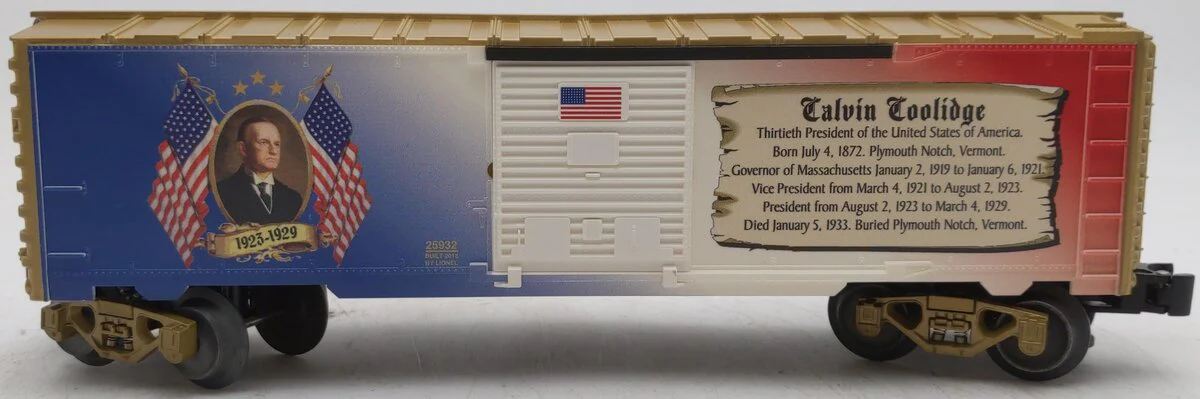 1923-1929
25932
BUILT 2012
BY LIONEL
Calvin Coolidge
Thirtieth President of the United States of America.
Born July 4, 1872. Plymouth Notch, Vermont.
Governor of Massachusetts January 2, 1919 to January 6, 1921.
Vice President from March 4, 1921 to August 2, 1923.
President from August 2, 1923 to March 4, 1929.
Died January 5, 1933. Buried Plymouth Notch, Vermont.